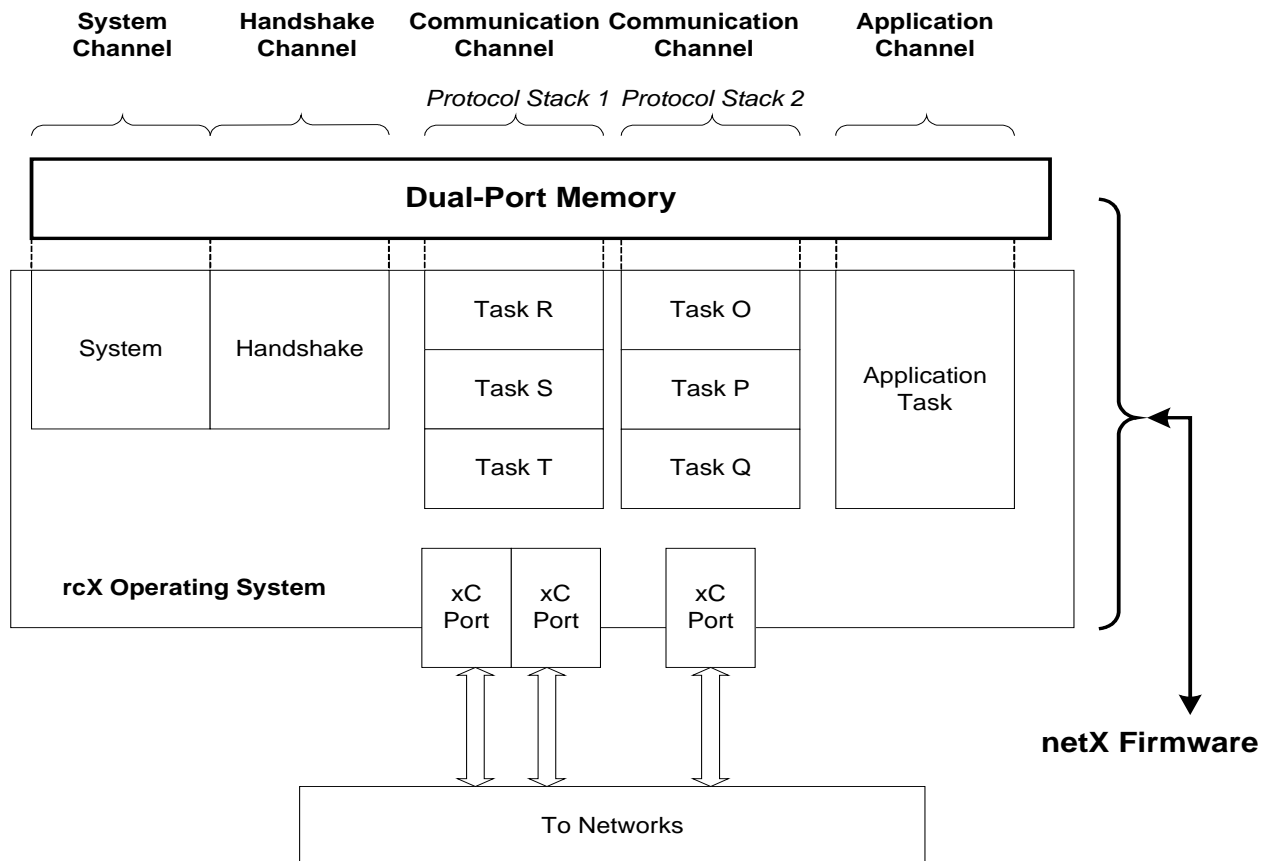 System
Channel
Handshake
Channel
Communication
Channel
Communication
Channel
Application
Channel
Protocol Stack 1
Protocol Stack 2
Dual-Port Memory
System
Handshake
Task R
Task S
Task T
Task O
Task P
Task Q
Application
Task
rcX Operating System
xC
Port
xC
Port
xC
Port
netX Firmware
To Networks